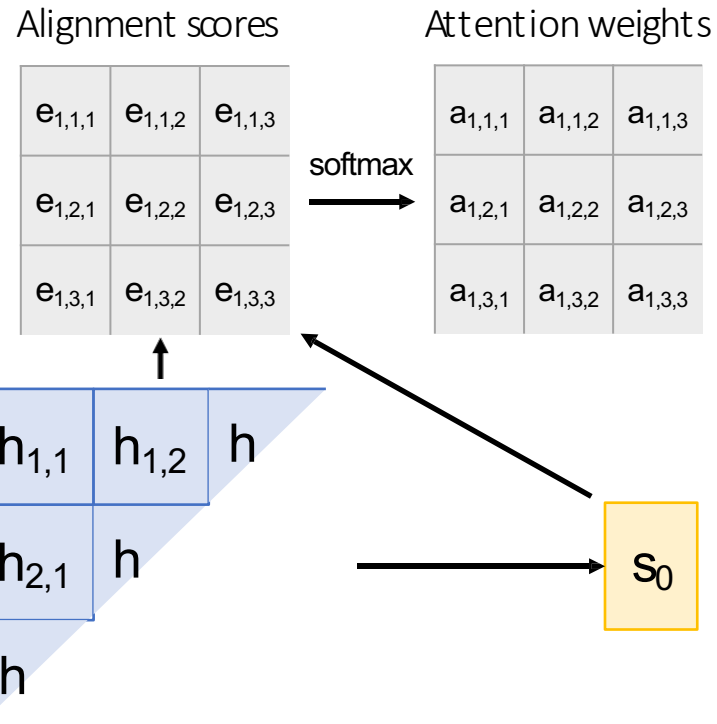 Alignment scores
Attention weights
e1,1,1 e1,1,2 e1,1,3
a1,1,1 a1,1,2 a1,1,3
softmax
e1,2,1 e1,2,2 e1,2,3
a1,2,1 a1,2,2 a1,2,3
e1,3,1 e1,3,2 e1,3,3
a1,3,1 a1,3,2 a1,3,3
h1,1 h1,2 h
h2,1 h
s0
h